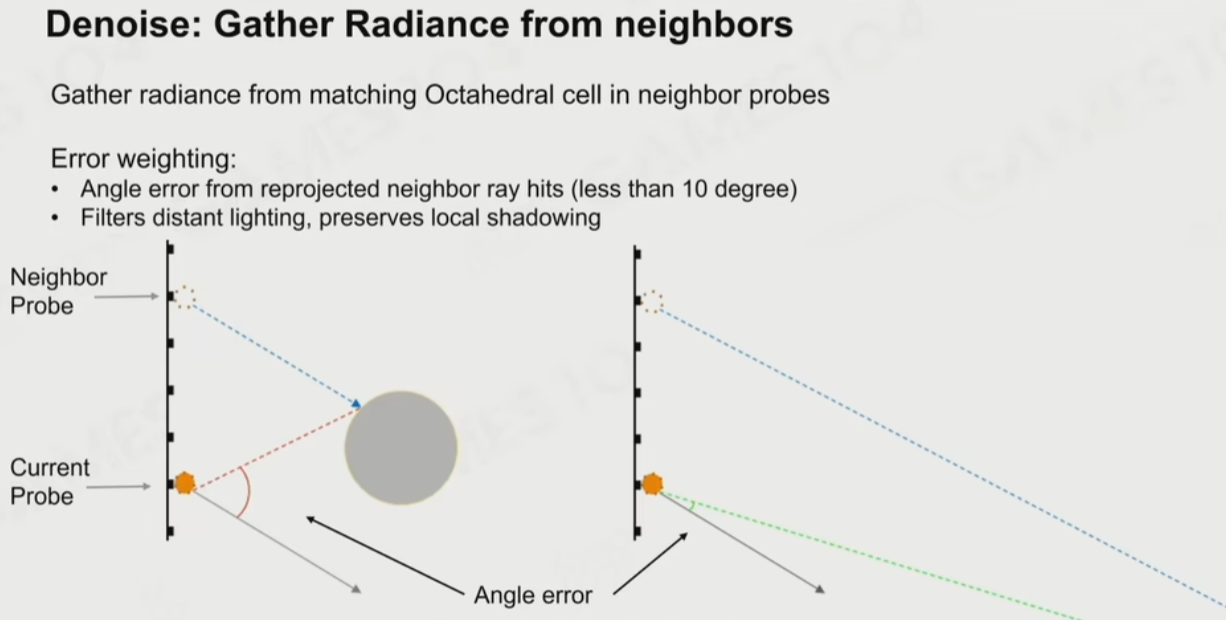 Denoise: Gather Radiance from neighbors
Gather radiance from matching Octahedral cell in neighbor probes
Error weighting:
• Angle error from reprojected neighbor ray hits (less than 10 degree)
• Filters distant lighting, preserves local shadowing
Neighbor
Probe
Current
Probe
Angle error
GAMES 104